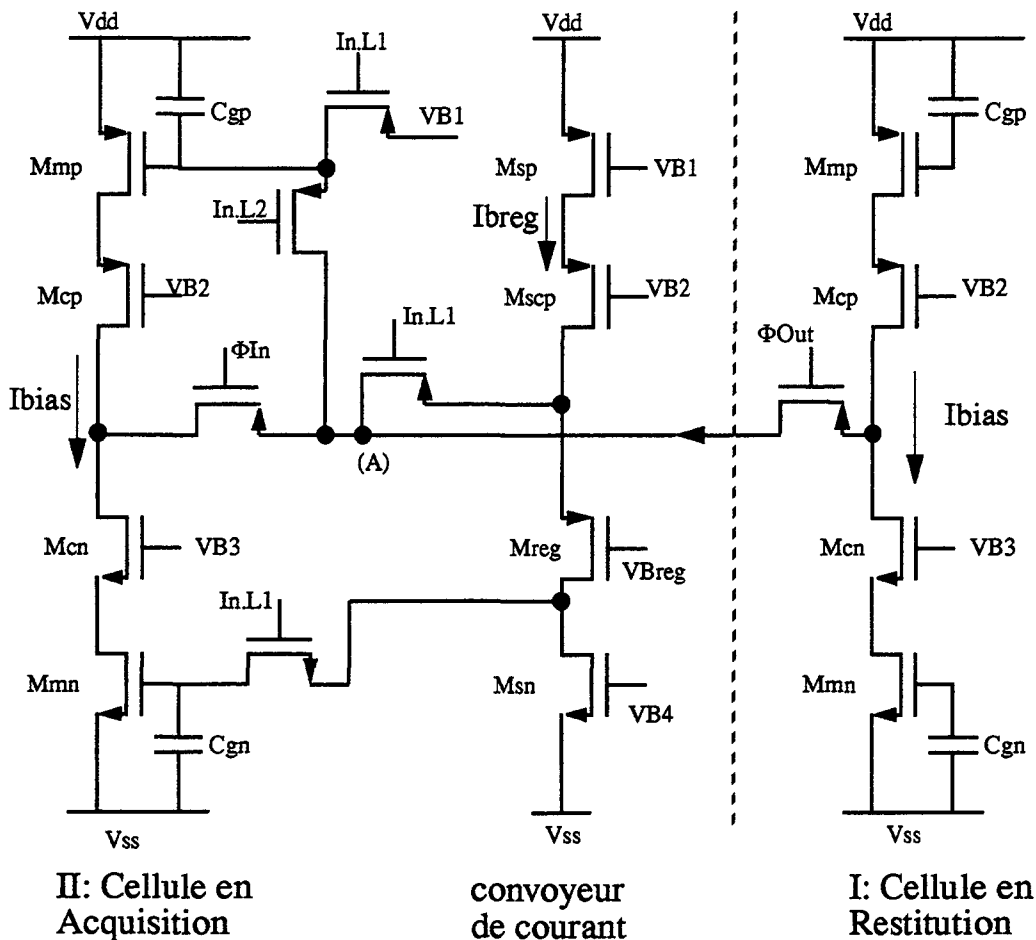 Vdd
Vdd
Vdd
In.L1
Cgp
VB1
Cgp
Mmp
Msp
VB1
Mmp
In.L2
Ibreg
Mcp
VB2
Mscp
VB2
Mcp
VB2
In.L1
ΦIn
ΦOut
Ibias
Ibias
(A)
Mcn
VB3
Mreg
VBreg
Mcn
VB3
In.L1
Mmn
Msn
VB4
Mmn
Cgn
Cgn
Vss
Vss
Vss
II: Cellule en
Acquisition
convoyeur
de courant
I: Cellule en
Restitution